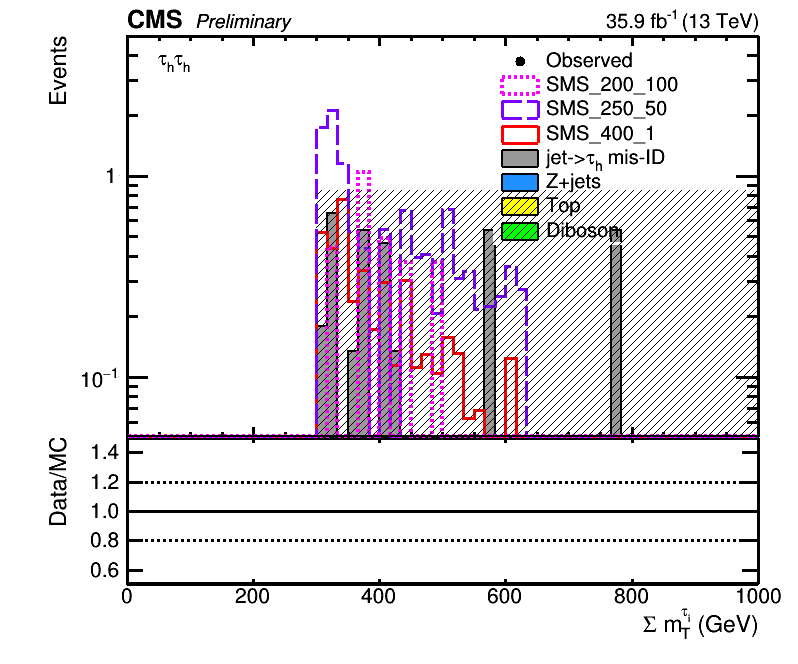 CMS Preliminary 35.9 fb⁻¹ (13 TeV)
Events
τₕτₕ
Observed
SMS_200_100
SMS_250_50
SMS_400_1
jet->τₕ mis-ID
Z+jets
Top
Diboson
1
10⁻¹
Data/MC
1.4
1.2
1.0
0.8
0.6
0 200 400 600 800 1000
Σ m_T^{τ_i} (GeV)